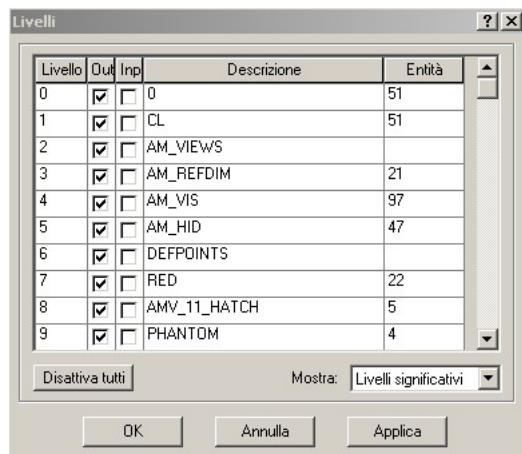 Livelli
Livello Out Inp Descrizione Entità
0 0 51
1 CL 51
2 AM_VIEWS
3 AM_REFDIM 21
4 AM_VIS 97
5 AM_HID 47
6 DEFPOINTS
7 RED 22
8 AMV_11_HATCH 5
9 PHANTOM 4
Disattiva tutti Mostra: Livelli significativi
OK Annulla Applica